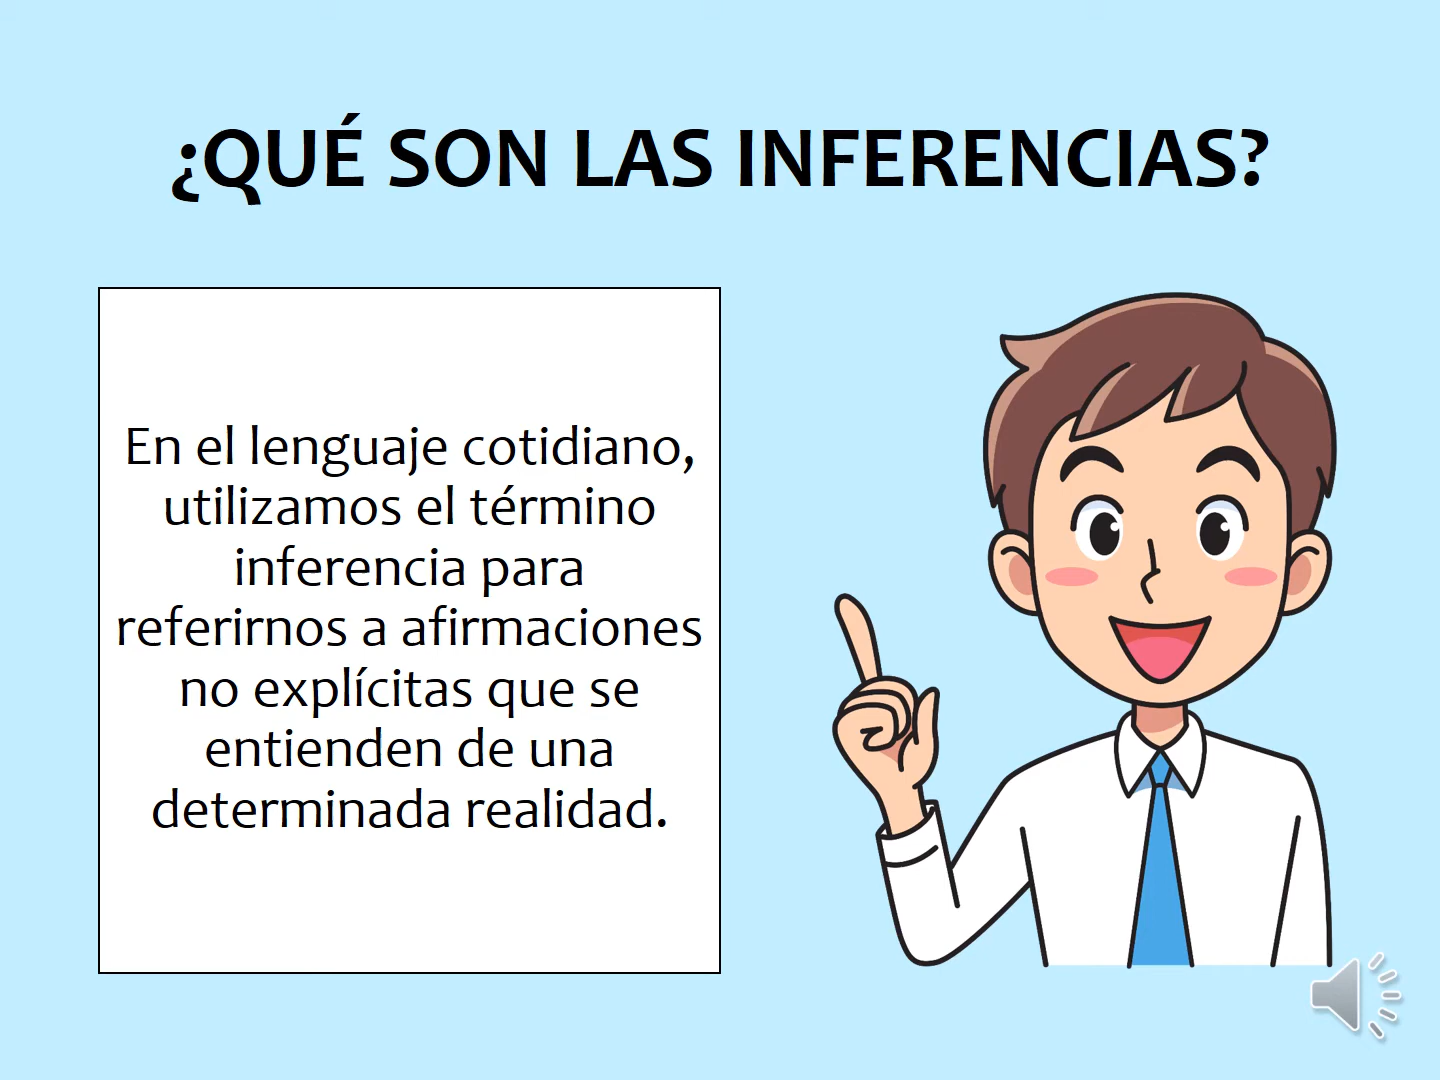 ¿QUÉ SON LAS INFERENCIAS?
En el lenguaje cotidiano,
utilizamos el término
inferencia para
referirnos a afirmaciones
no explícitas que se
entienden de una
determinada realidad.